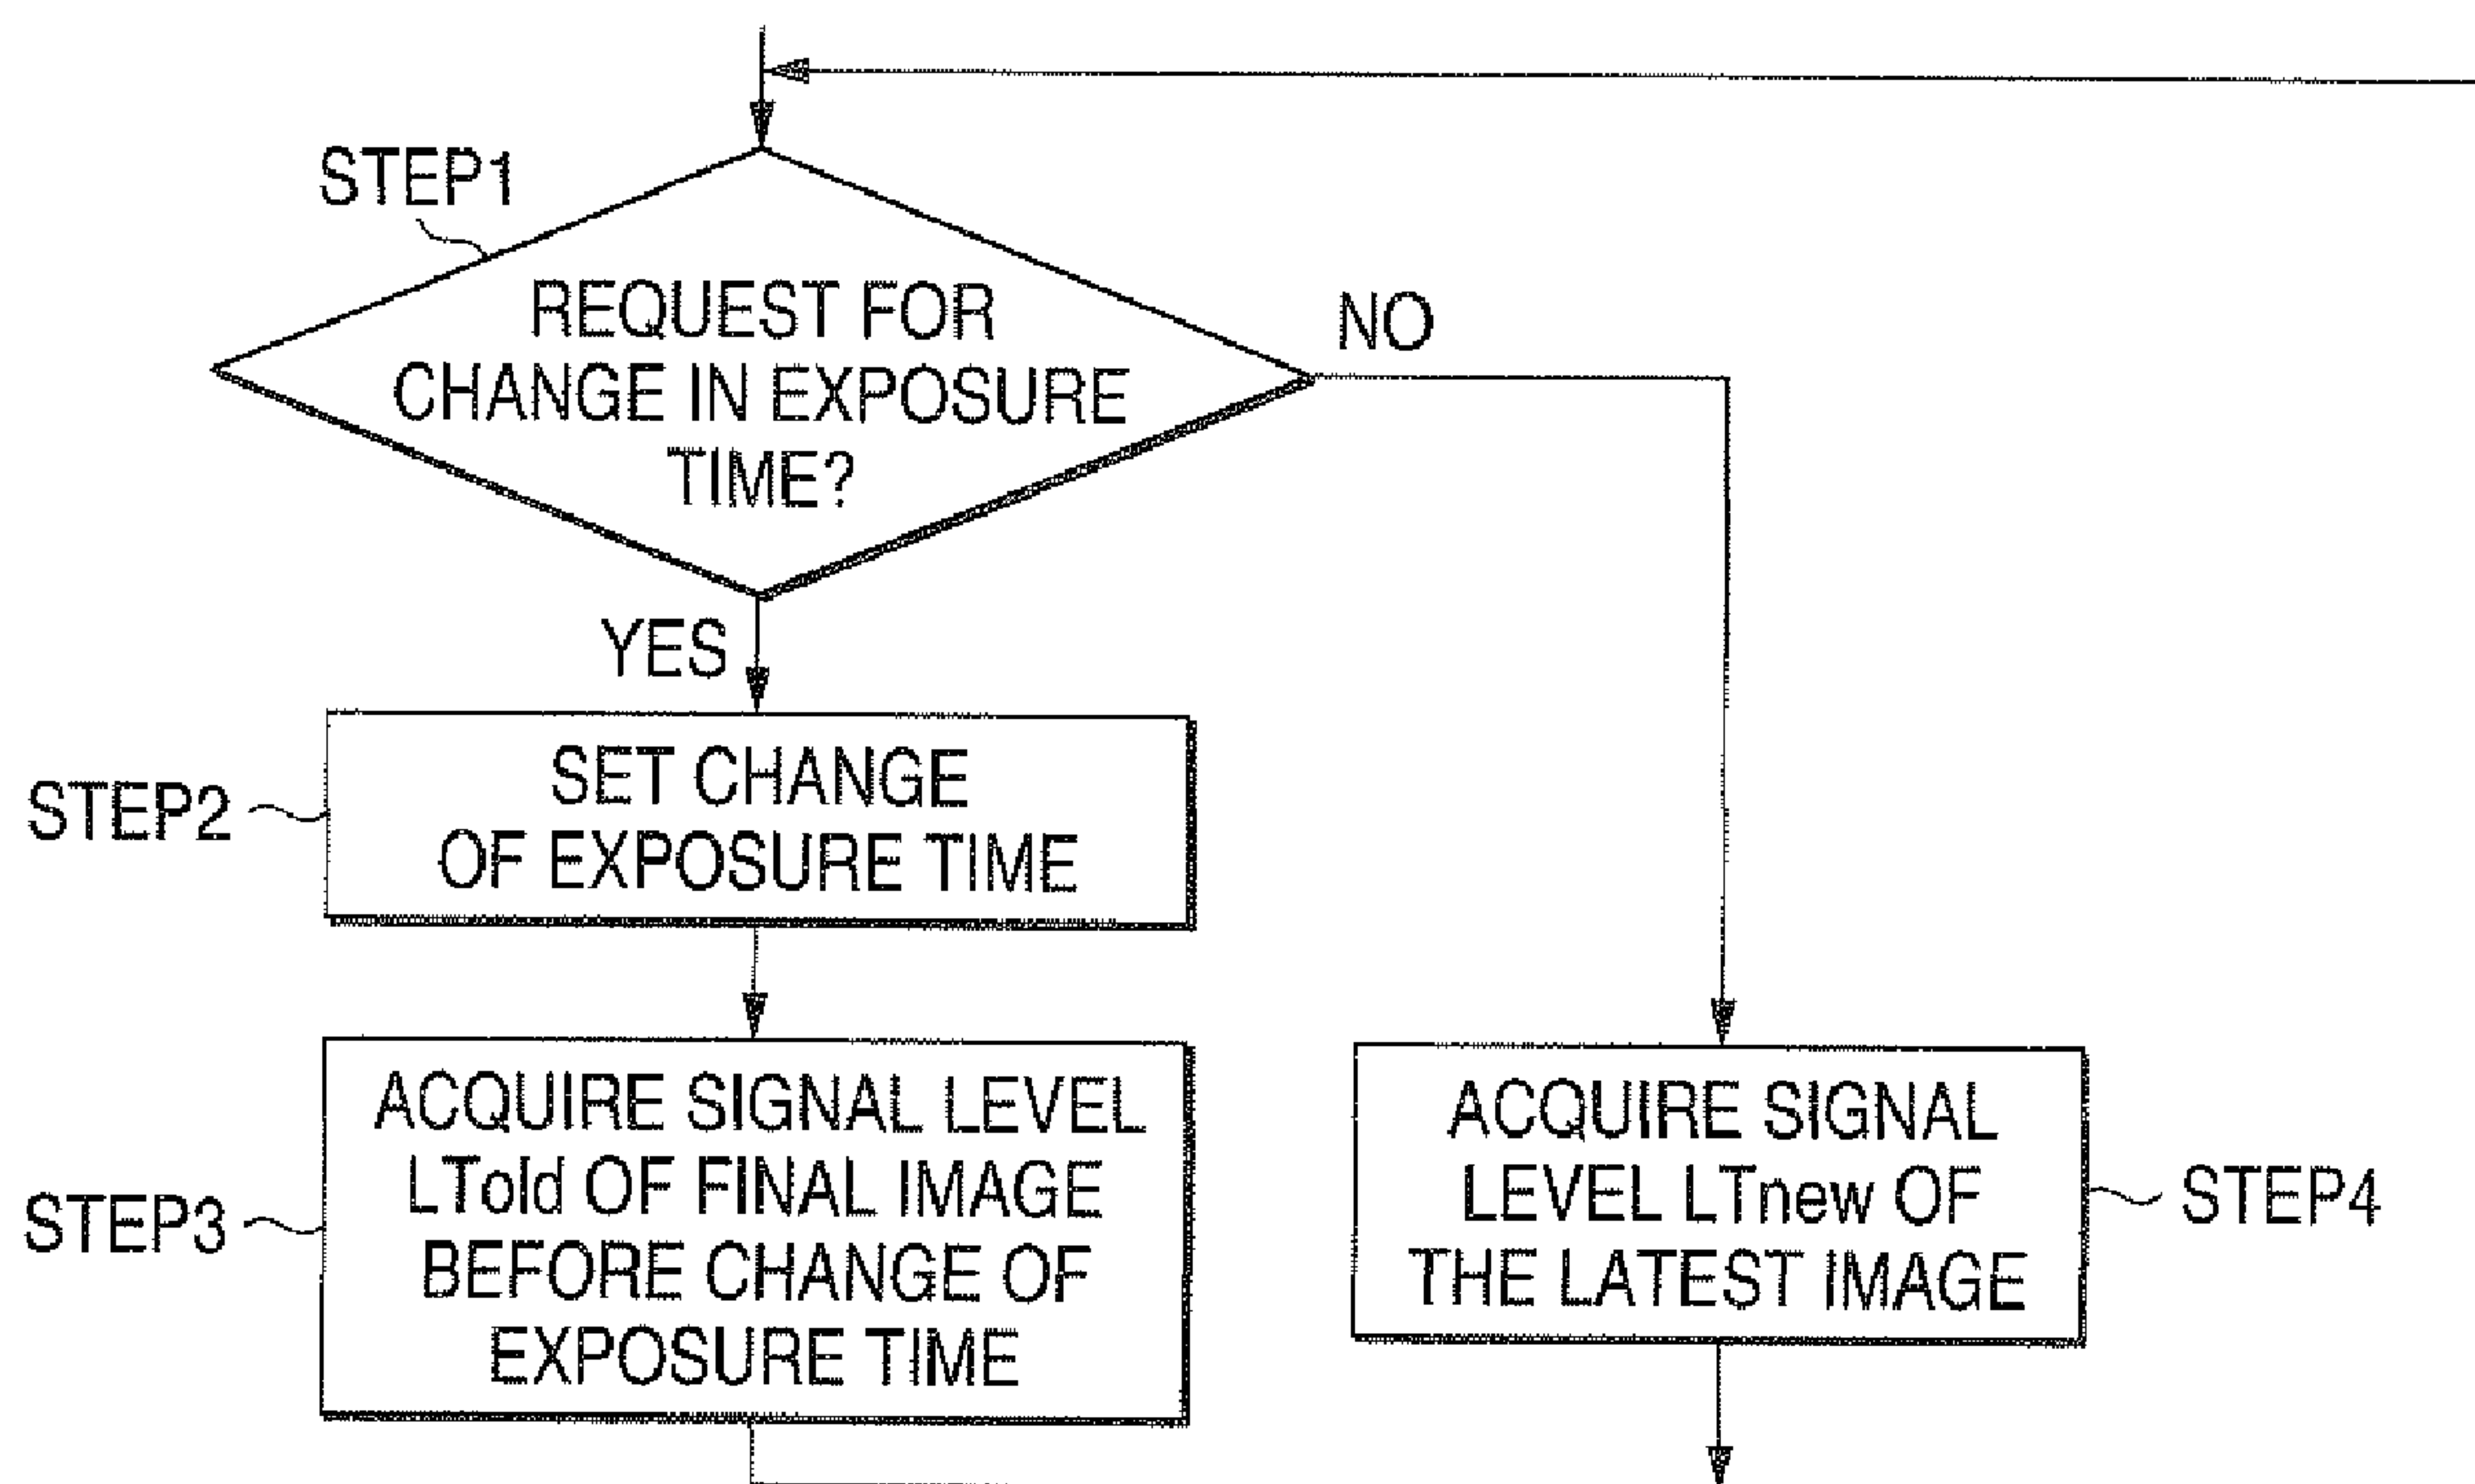 STEP1
REQUEST FOR
CHANGE IN EXPOSURE
TIME?
NO
YES
STEP2
SET CHANGE
OF EXPOSURE TIME
STEP3
ACQUIRE SIGNAL LEVEL
LTold OF FINAL IMAGE
BEFORE CHANGE OF
EXPOSURE TIME
ACQUIRE SIGNAL
LEVEL LTnew OF
THE LATEST IMAGE
STEP4